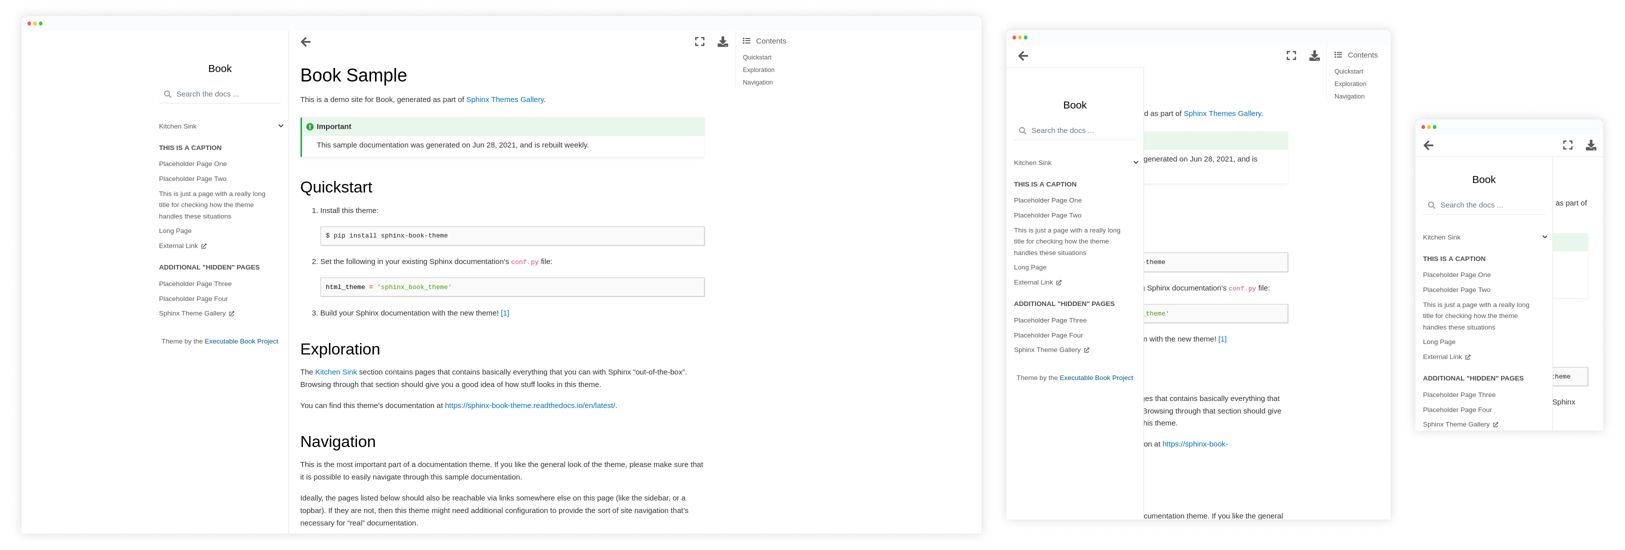 Book
Search the docs ...
Kitchen Sink
THIS IS A CAPTION
Placeholder Page One
Placeholder Page Two
This is just a page with a really long
title for checking how the theme
handles these situations
Long Page
External Link
ADDITIONAL "HIDDEN" PAGES
Placeholder Page Three
Placeholder Page Four
Sphinx Theme Gallery
Theme by the Executable Book Project
Book Sample
This is a demo site for Book, generated as part of Sphinx Themes Gallery.
Important
This sample documentation was generated on Jun 28, 2021, and is rebuilt weekly.
Quickstart
1. Install this theme:
$ pip install sphinx-book-theme
2. Set the following in your existing Sphinx documentation's conf.py file:
html_theme = 'sphinx_book_theme'
3. Build your Sphinx documentation with the new theme! [1]
Exploration
The Kitchen Sink section contains pages that contains basically everything that you can with Sphinx “out-of-the-box”.
Browsing through that section should give you a good idea of how stuff looks in this theme.
You can find this theme's documentation at https://sphinx-book-theme.readthedocs.io/en/latest/.
Navigation
This is the most important part of a documentation theme. If you like the general look of the theme, please make sure that
it is possible to easily navigate through this sample documentation.
Ideally, the pages listed below should also be reachable via links somewhere else on this page (like the sidebar, or a
topbar). If they are not, then this theme might need additional configuration to provide the sort of site navigation that's
necessary for “real” documentation.
Contents
Quickstart
Exploration
Navigation
Book
Search the docs ...
Kitchen Sink
THIS IS A CAPTION
Placeholder Page One
Placeholder Page Two
This is just a page with a really long
title for checking how the theme
handles these situations
Long Page
External Link
ADDITIONAL "HIDDEN" PAGES
Placeholder Page Three
Placeholder Page Four
Sphinx Theme Gallery
Theme by the Executable Book Project
d as part of Sphinx Themes Gallery.
generated on Jun 28, 2021, and is
-theme
Sphinx documentation's conf.py file:
_theme'
n with the new theme! [1]
ges that contains basically everything that
Browsing through that section should give
his theme.
on at https://sphinx-book-
cumentation theme. If you like the general
Contents
Quickstart
Exploration
Navigation
Book
Search the docs ...
Kitchen Sink
THIS IS A CAPTION
Placeholder Page One
Placeholder Page Two
This is just a page with a really long
title for checking how the theme
handles these situations
Long Page
External Link
ADDITIONAL "HIDDEN" PAGES
Placeholder Page Three
Placeholder Page Four
Sphinx Theme Gallery
as part of
theme
Sphinx